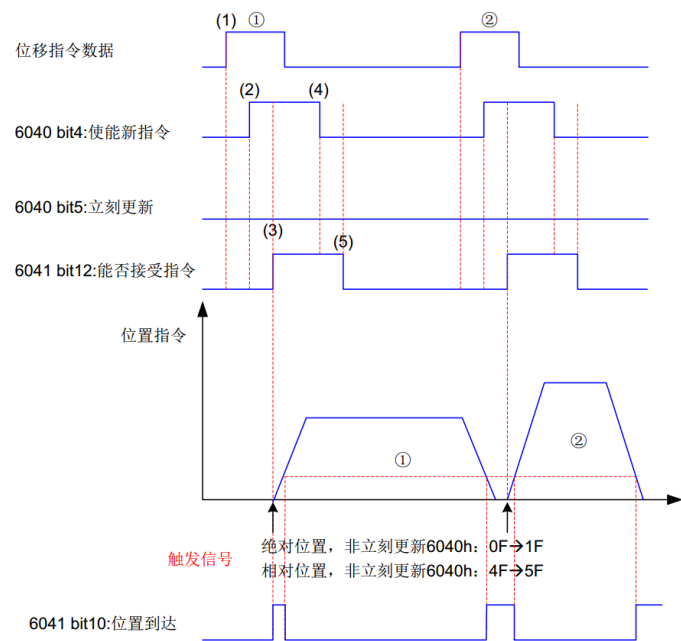 (1) ① ②
位移指令数据
(2) (4)
6040 bit4:使能新指令
6040 bit5:立刻更新
(3) (5)
6041 bit12:能否接受指令
位置指令
① ②
触发信号
绝对位置，非立刻更新6040h：0F→1F
相对位置，非立刻更新6040h：4F→5F
6041 bit10:位置到达